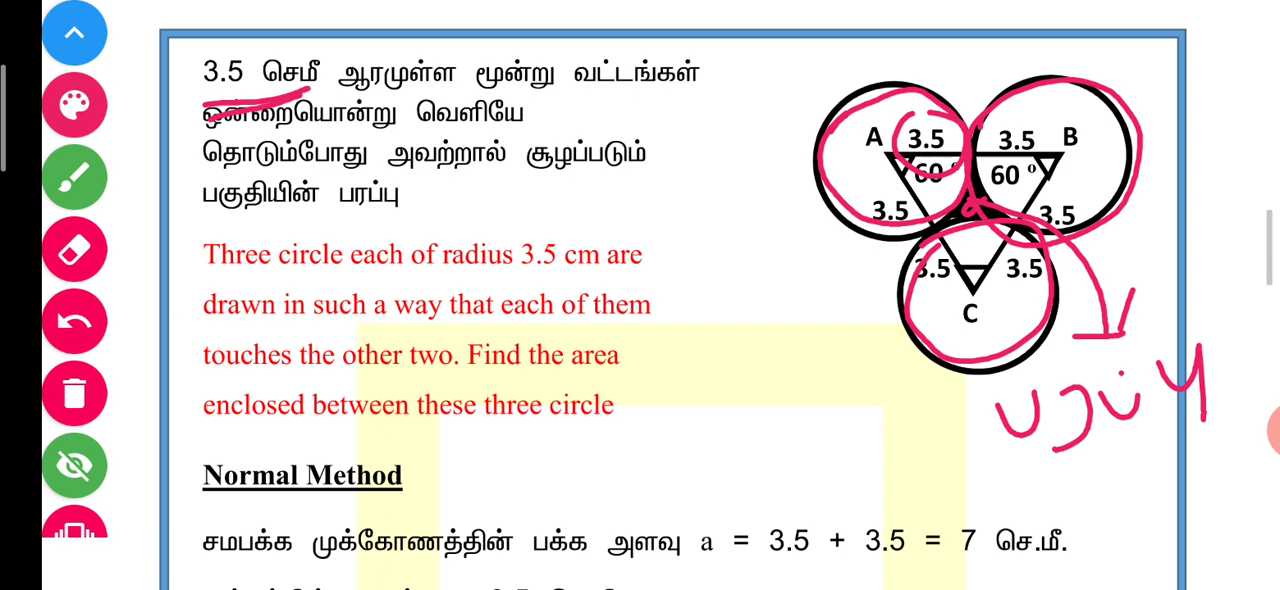 3.5 செமீ ஆரமுள்ள மூன்று வட்டங்கள்
ஒன்றையொன்று வெளியே
தொடும்போது அவற்றால் சூழப்படும்
பகுதியின் பரப்பு
Three circle each of radius 3.5 cm are
drawn in such a way that each of them
touches the other two. Find the area
enclosed between these three circle
A 3.5 3.5 B
60° 60°
3.5 3.5
3.5 3.5
C
பரப்பு
Normal Method
சமபக்க முக்கோணத்தின் பக்க அளவு a = 3.5 + 3.5 = 7 செ.மீ.